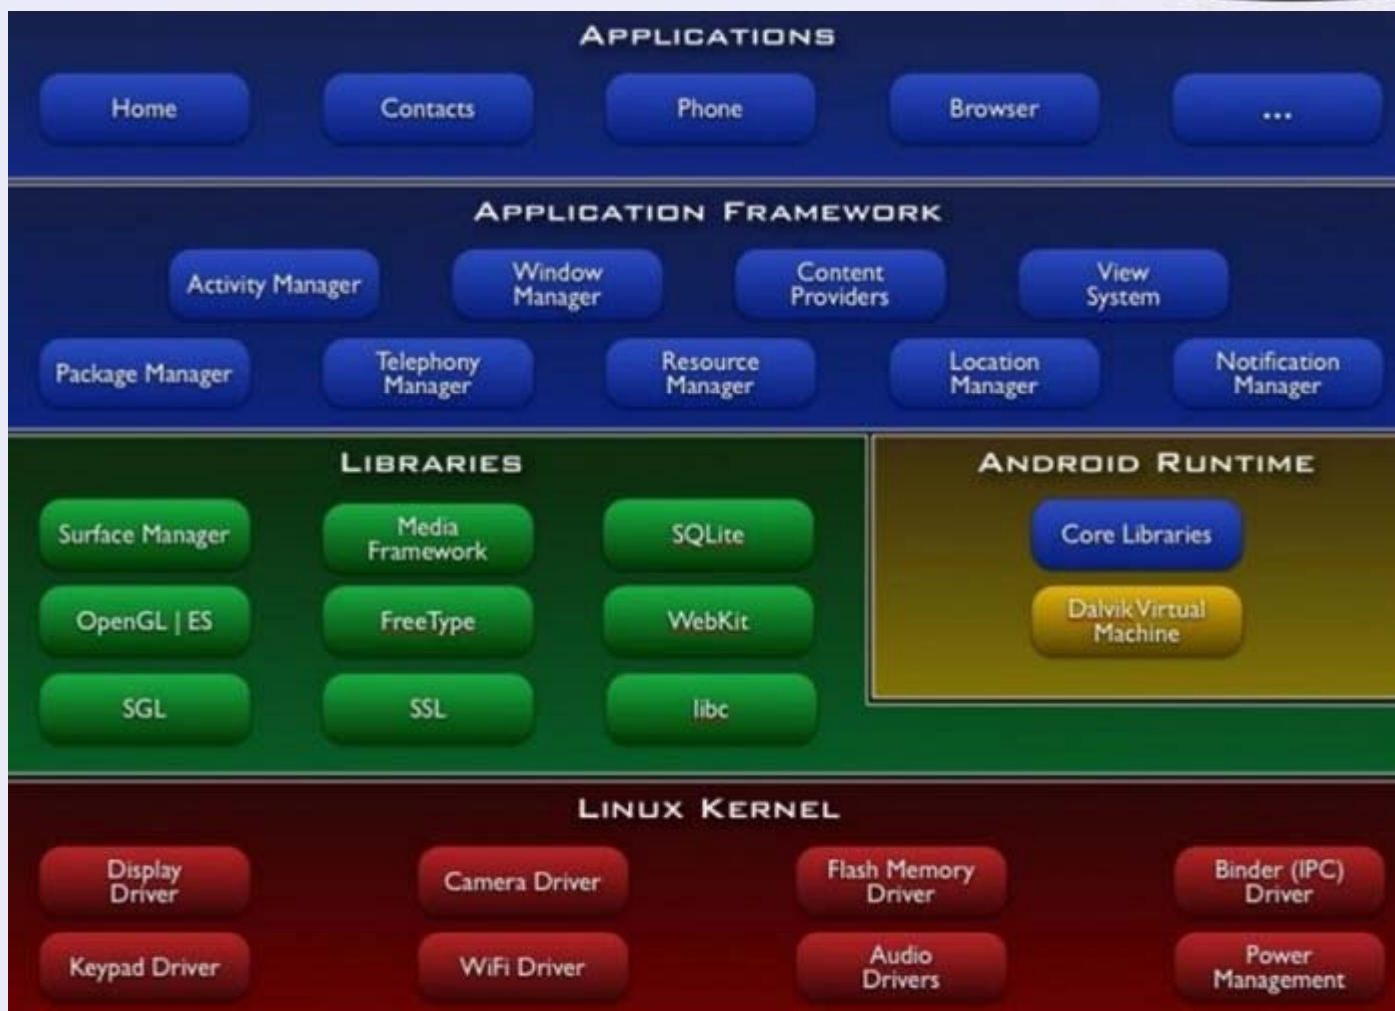 APPLICATIONS
Home
Contacts
Phone
Browser
...
APPLICATION FRAMEWORK
Activity Manager
Window
Manager
Content
Providers
View
System
Package Manager
Telephony
Manager
Resource
Manager
Location
Manager
Notification
Manager
LIBRARIES
Surface Manager
Media
Framework
SQLite
OpenGL | ES
FreeType
WebKit
SGL
SSL
libc
ANDROID RUNTIME
Core Libraries
Dalvik Virtual
Machine
LINUX KERNEL
Display
Driver
Camera Driver
Flash Memory
Driver
Binder (IPC)
Driver
Keypad Driver
WiFi Driver
Audio
Drivers
Power
Management